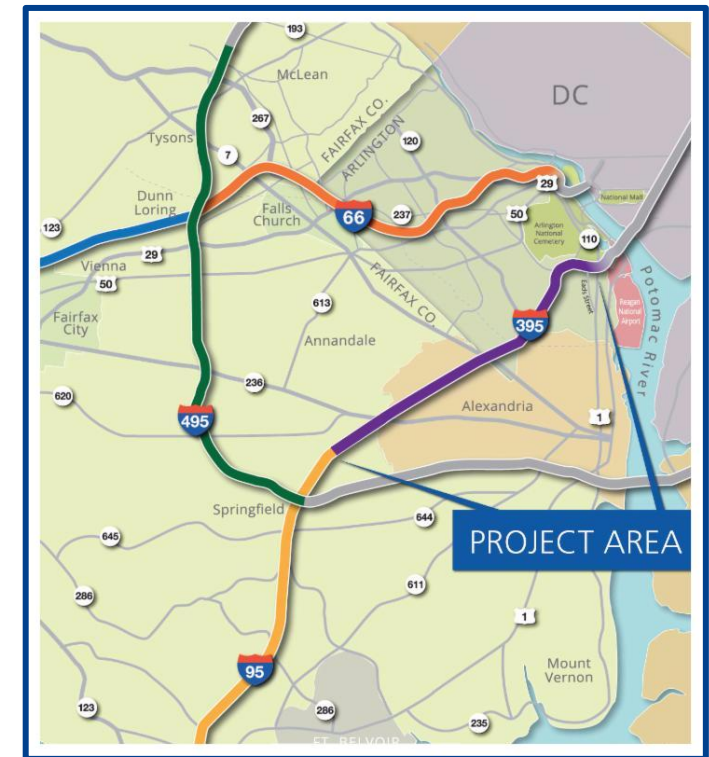 193
McLean
DC
267
Tysons
FAIRFAX CO.
ARLINGTON
120
7
Dunn
Loring
Falls
Church
66
237
29
50
National Mall
Arlington
National
Cemetery
110
123
29
Vienna
50
Fairfax
City
FAIRFAX CO.
613
Annandale
395
Eads Street
Reagan
National
Airport
Potomac River
236
620
Alexandria
1
495
Springfield
644
PROJECT AREA
645
286
611
1
95
Mount
Vernon
123
286
235
FT. BELVOIR